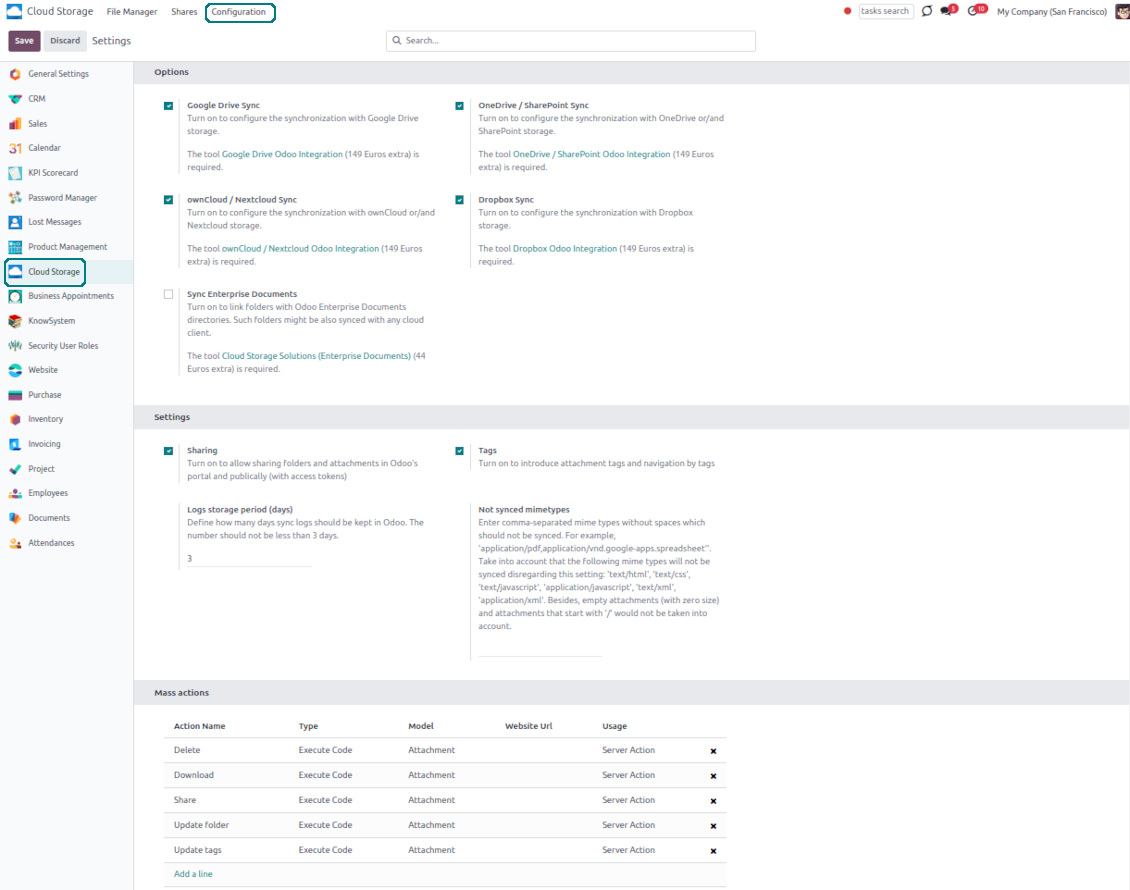 Cloud Storage File Manager Shares Configuration tasks search 5 10 My Company (San Francisco)
Save Discard Settings Search...
General Settings
CRM
Sales
31 Calendar
KPI Scorecard
Password Manager
Lost Messages
Product Management
Cloud Storage
Business Appointments
KnowSystem
Security User Roles
Website
Purchase
Inventory
Invoicing
Project
Employees
Documents
Attendances
Options
Google Drive Sync
Turn on to configure the synchronization with Google Drive
storage.
The tool Google Drive Odoo Integration (149 Euros extra) is
required.
OneDrive / SharePoint Sync
Turn on to configure the synchronization with OneDrive or/and
SharePoint storage.
The tool OneDrive / SharePoint Odoo Integration (149 Euros
extra) is required.
ownCloud / Nextcloud Sync
Turn on to configure the synchronization with ownCloud or/and
Nextcloud storage.
The tool ownCloud / Nextcloud Odoo Integration (149 Euros
extra) is required.
Dropbox Sync
Turn on to configure the synchronization with Dropbox
storage.
The tool Dropbox Odoo Integration (149 Euros extra) is
required.
Sync Enterprise Documents
Turn on to link folders with Odoo Enterprise Documents
directories. Such folders might be also synced with any cloud
client.
The tool Cloud Storage Solutions (Enterprise Documents) (44
Euros extra) is required.
Settings
Sharing
Turn on to allow sharing folders and attachments in Odoo's
portal and publically (with access tokens)
Tags
Turn on to introduce attachment tags and navigation by tags
Logs storage period (days)
Define how many days sync logs should be kept in Odoo. The
number should not be less than 3 days.
3
Not synced mimetypes
Enter comma-separated mime types without spaces which
should not be synced. For example,
'application/pdf,application/vnd.google-apps.spreadsheet''.
Take into account that the following mime types will not be
synced disregarding this setting: 'text/html', 'text/css',
'text/javascript', 'application/javascript', 'text/xml',
'application/xml'. Besides, empty attachments (with zero size)
and attachments that start with '/' would not be taken into
account.
Mass actions
Action Name Type Model Website Url Usage
Delete Execute Code Attachment Server Action
Download Execute Code Attachment Server Action
Share Execute Code Attachment Server Action
Update folder Execute Code Attachment Server Action
Update tags Execute Code Attachment Server Action
Add a line